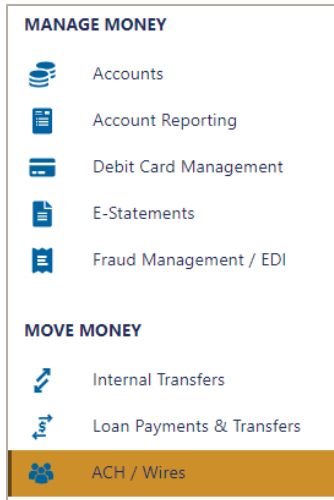 MANAGE MONEY
Accounts
Account Reporting
Debit Card Management
E-Statements
Fraud Management / EDI
MOVE MONEY
Internal Transfers
Loan Payments & Transfers
ACH / Wires